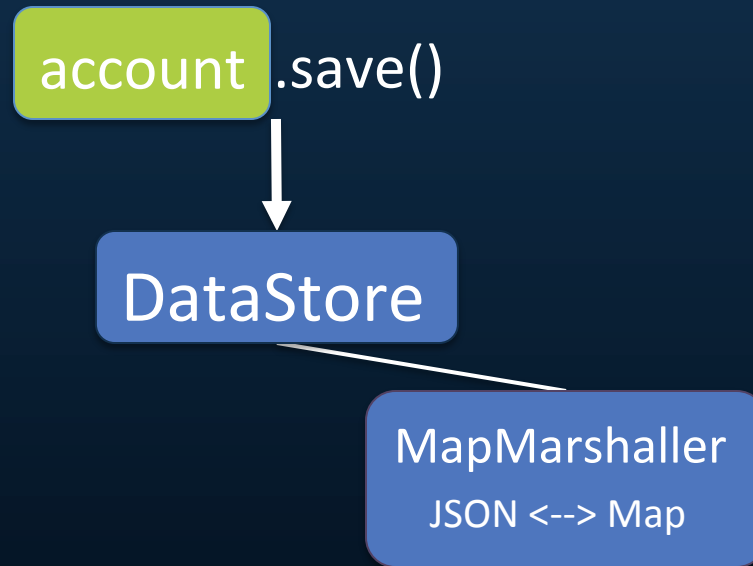 account .save()
DataStore
MapMarshaller
JSON <--> Map